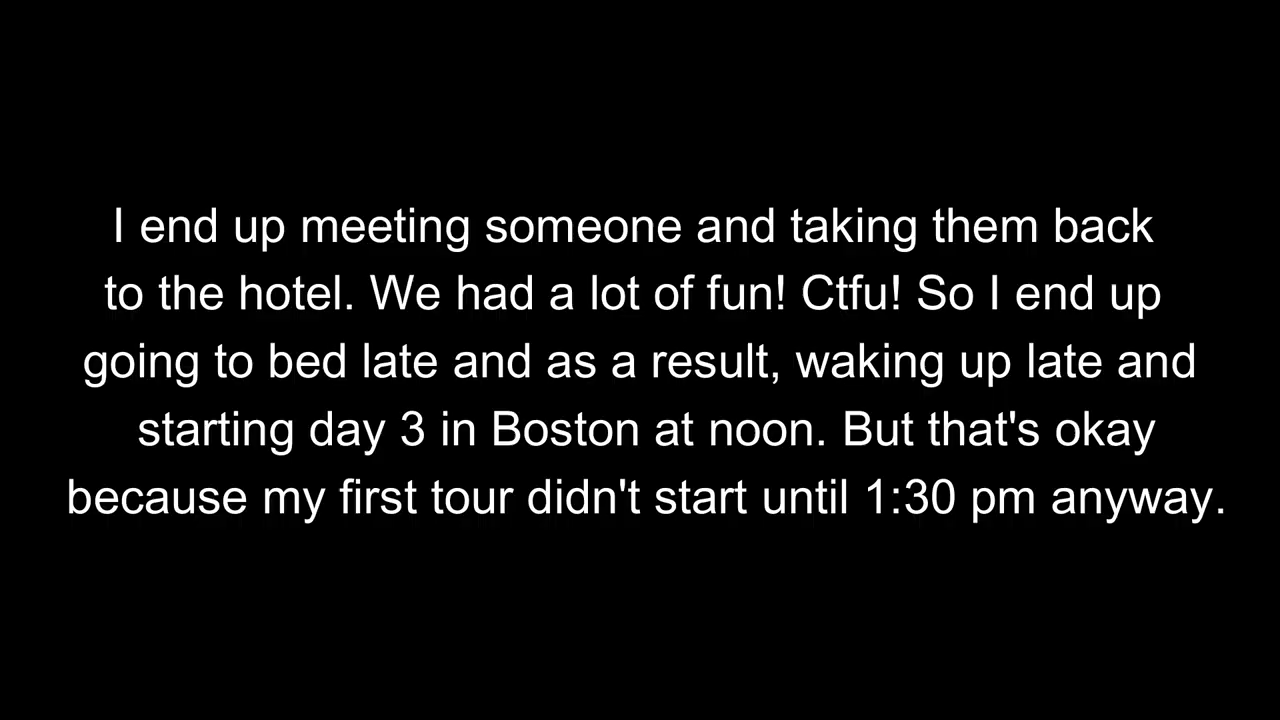 I end up meeting someone and taking them back
to the hotel. We had a lot of fun! Ctfu! So I end up
going to bed late and as a result, waking up late and
starting day 3 in Boston at noon. But that's okay
because my first tour didn't start until 1:30 pm anyway.